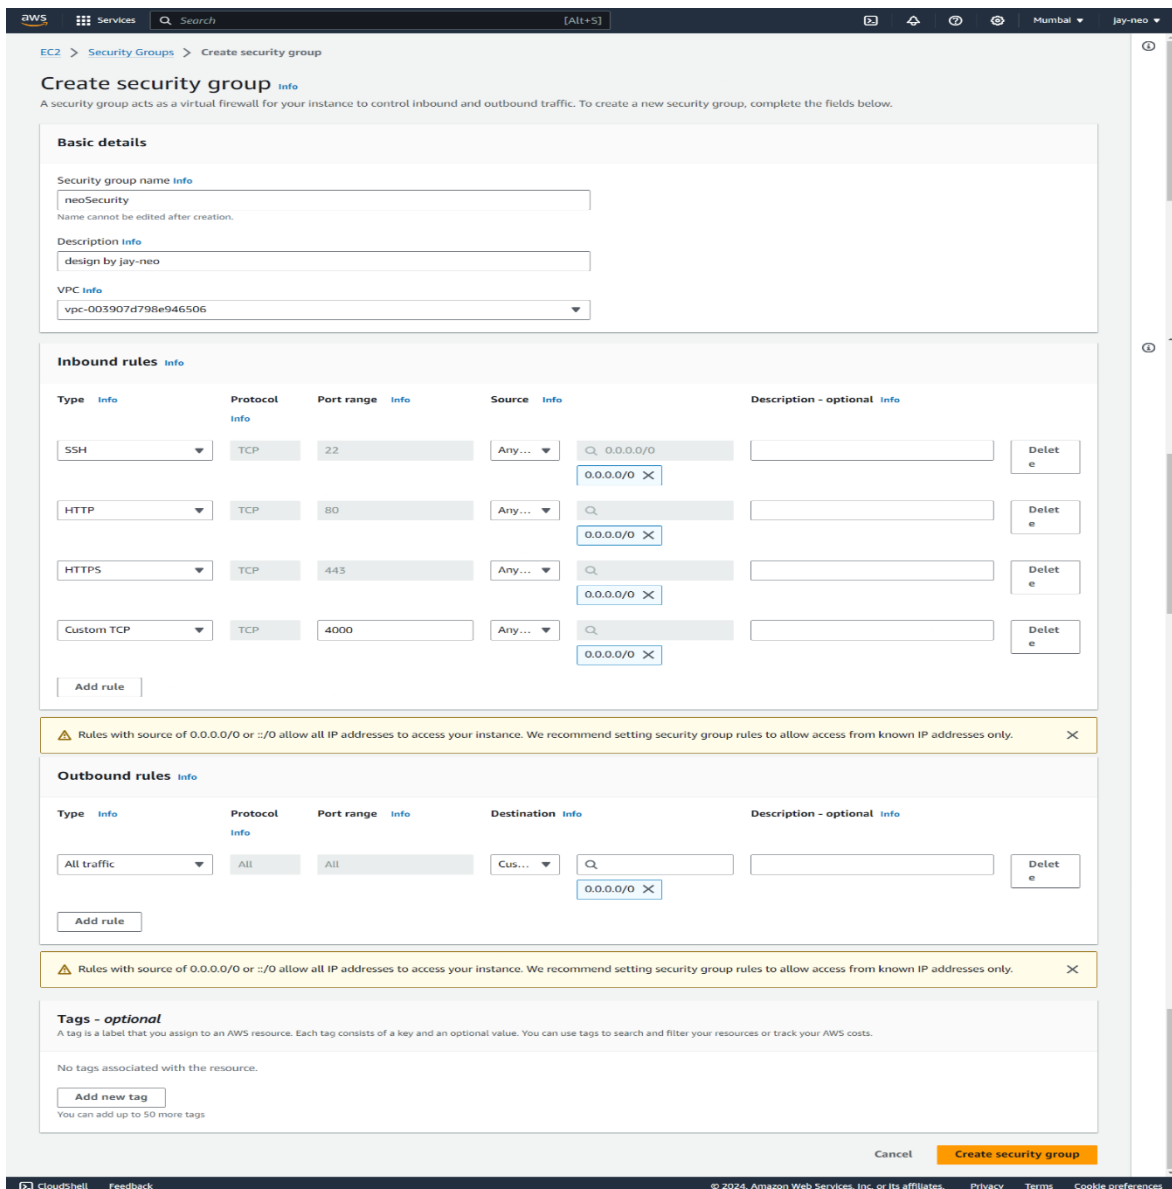 aws Services Search [Alt+S] Mumbai jay-neo
EC2 > Security Groups > Create security group
Create security group Info
A security group acts as a virtual firewall for your instance to control inbound and outbound traffic. To create a new security group, complete the fields below.
Basic details
Security group name Info
neoSecurity
Name cannot be edited after creation.
Description Info
design by jay-neo
VPC Info
vpc-003907d798e946506
Inbound rules Info
Type Info Protocol Port range Info Source Info Description - optional Info
Info
SSH TCP 22 Any... 0.0.0.0/0 Delet
0.0.0.0/0 e
HTTP TCP 80 Any... Delet
0.0.0.0/0 e
HTTPS TCP 443 Any... Delet
0.0.0.0/0 e
Custom TCP TCP 4000 Any... Delet
0.0.0.0/0 e
Add rule
Rules with source of 0.0.0.0/0 or ::/0 allow all IP addresses to access your instance. We recommend setting security group rules to allow access from known IP addresses only.
Outbound rules Info
Type Info Protocol Port range Info Destination Info Description - optional Info
Info
All traffic All All Cus... Delet
0.0.0.0/0 e
Add rule
Rules with source of 0.0.0.0/0 or ::/0 allow all IP addresses to access your instance. We recommend setting security group rules to allow access from known IP addresses only.
Tags - optional
A tag is a label that you assign to an AWS resource. Each tag consists of a key and an optional value. You can use tags to search and filter your resources or track your AWS costs.
No tags associated with the resource.
Add new tag
You can add up to 50 more tags
Cancel Create security group
CloudShell Feedback © 2024, Amazon Web Services, Inc. or its affiliates. Privacy Terms Cookie preferences